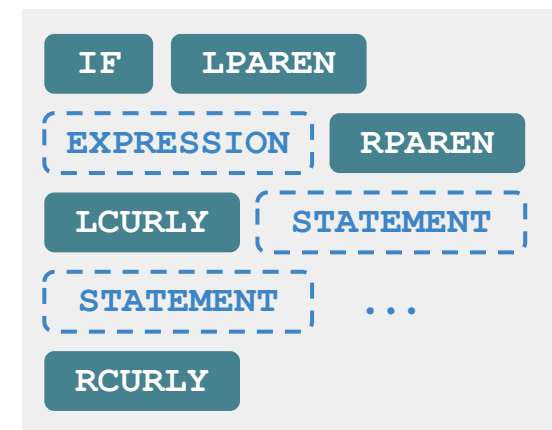 IF LPAREN
EXPRESSION RPAREN
LCURLY STATEMENT
STATEMENT ...
RCURLY